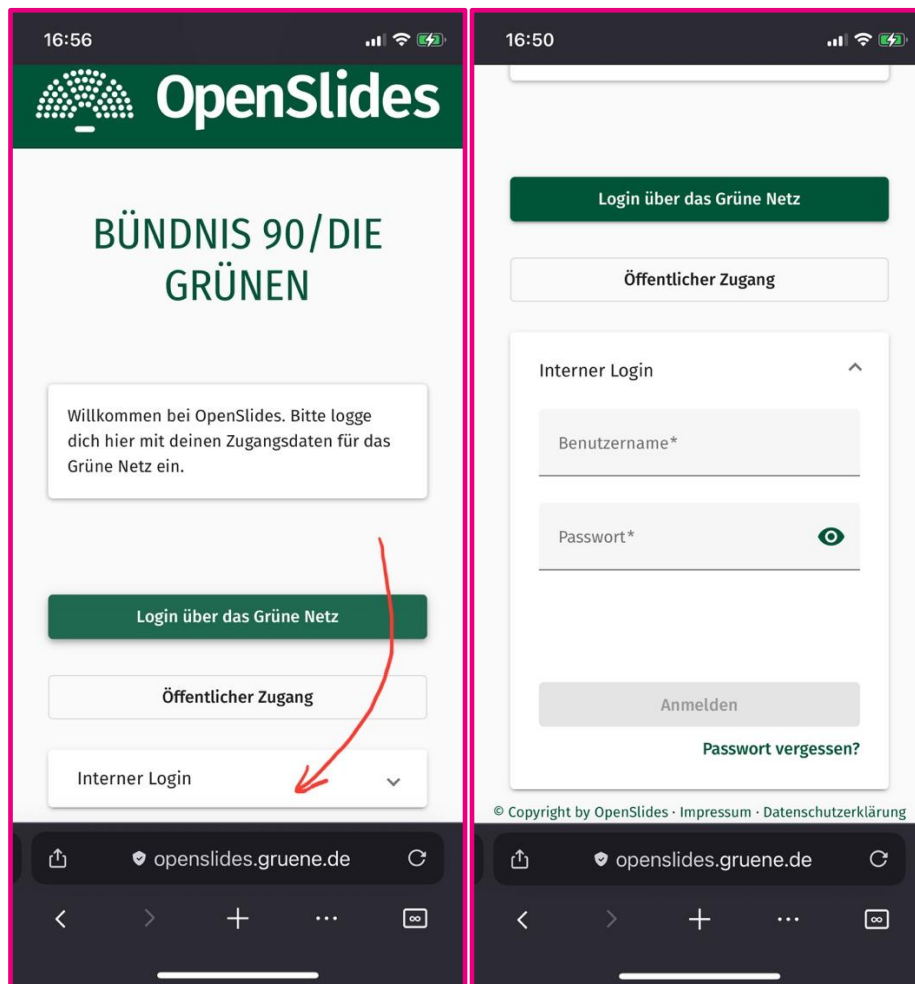 16:56
OpenSlides
BÜNDNIS 90/DIE
GRÜNEN
Willkommen bei OpenSlides. Bitte logge
dich hier mit deinen Zugangsdaten für das
Grüne Netz ein.
Login über das Grüne Netz
Öffentlicher Zugang
Interner Login
openslides.gruene.de
16:50
Login über das Grüne Netz
Öffentlicher Zugang
Interner Login
Benutzername*
Passwort*
Anmelden
Passwort vergessen?
© Copyright by OpenSlides · Impressum · Datenschutzerklärung
openslides.gruene.de